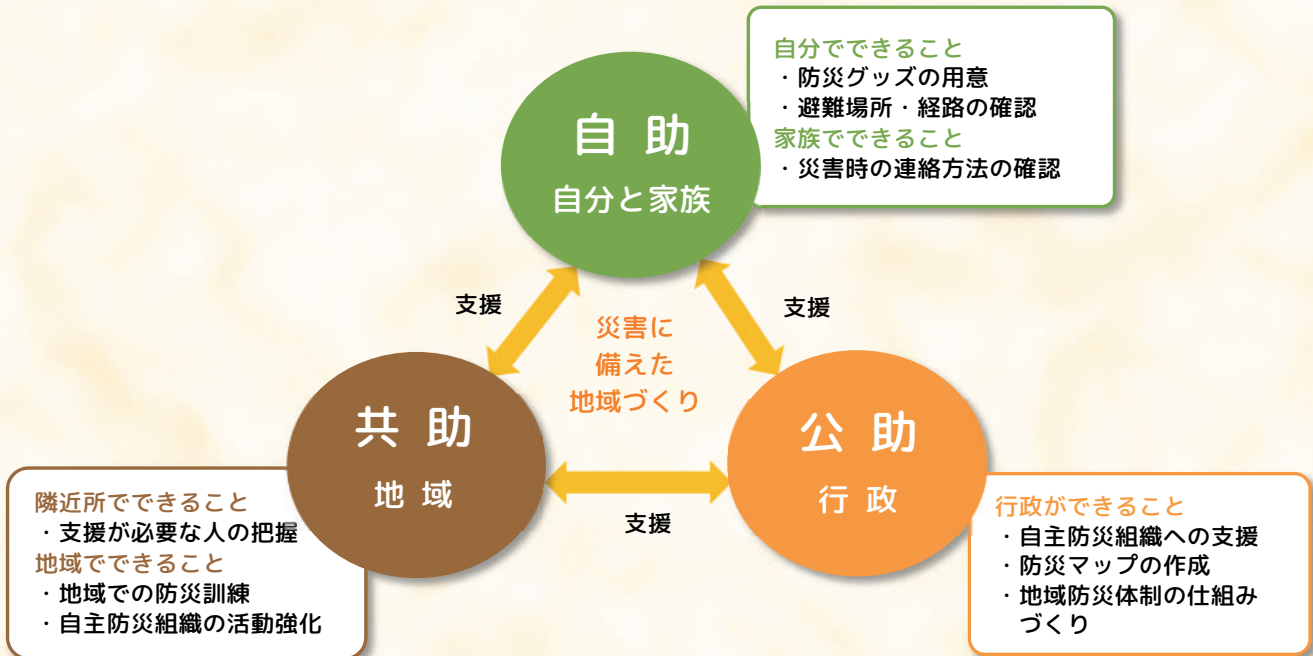 自助
自分と家族
自分でできること
・防災グッズの用意
・避難場所・経路の確認
家族でできること
・災害時の連絡方法の確認
支援
支援
災害に
備えた
地域づくり
共助
地域
公助
行政
支援
隣近所でできること
・支援が必要な人の把握
地域でできること
・地域での防災訓練
・自主防災組織の活動強化
行政ができること
・自主防災組織への支援
・防災マップの作成
・地域防災体制の仕組み
づくり